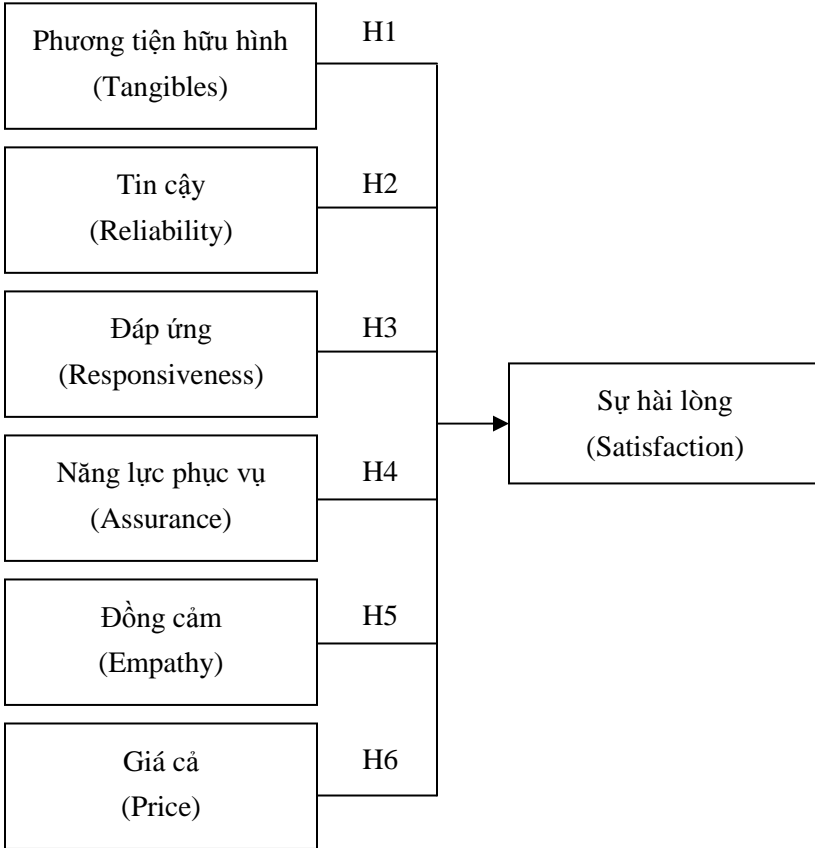 Phương tiện hữu hình
(Tangibles)
H1
Tin cậy
(Reliability)
H2
Đáp ứng
(Responsiveness)
H3
Sự hài lòng
(Satisfaction)
Năng lực phục vụ
(Assurance)
H4
Đồng cảm
(Empathy)
H5
Giá cả
(Price)
H6